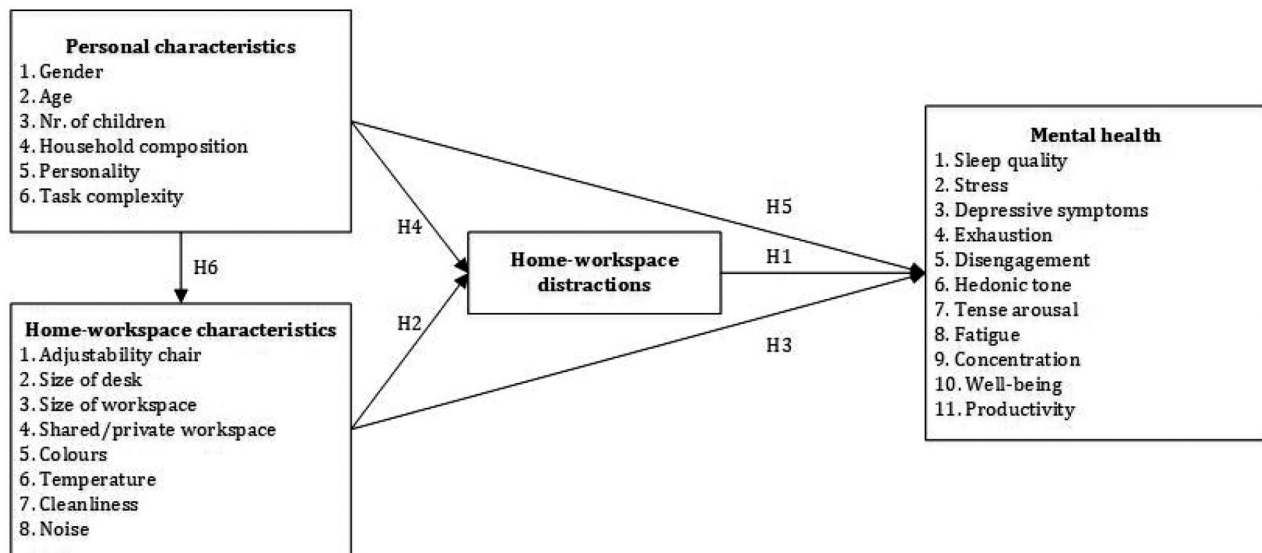 Personal characteristics
1. Gender
2. Age
3. Nr. of children
4. Household composition
5. Personality
6. Task complexity
H6
Home-workspace characteristics
1. Adjustability chair
2. Size of desk
3. Size of workspace
4. Shared/private workspace
5. Colours
6. Temperature
7. Cleanliness
8. Noise
H4
H2
Home-workspace
distractions
H5
H1
H3
Mental health
1. Sleep quality
2. Stress
3. Depressive symptoms
4. Exhaustion
5. Disengagement
6. Hedonic tone
7. Tense arousal
8. Fatigue
9. Concentration
10. Well-being
11. Productivity